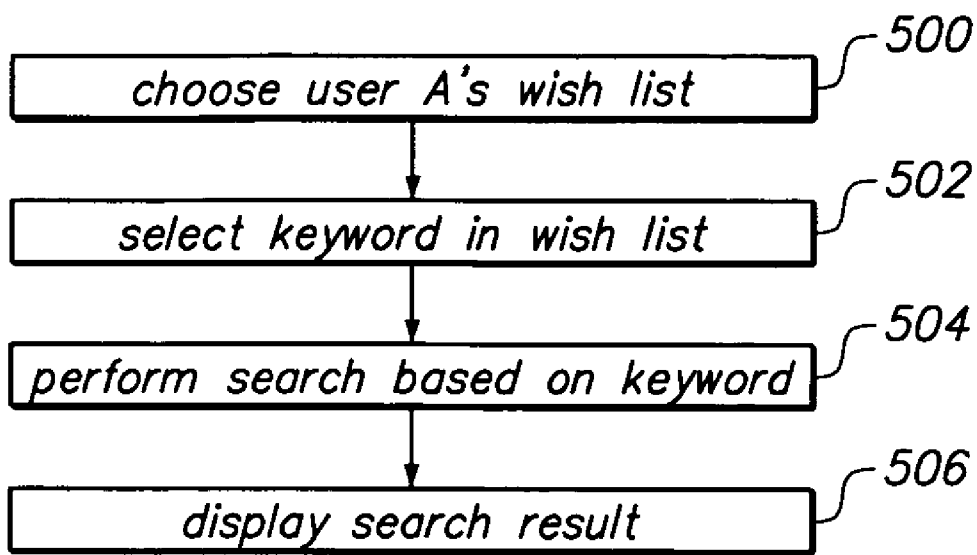 500
choose user A's wish list
502
select keyword in wish list
504
perform search based on keyword
506
display search result